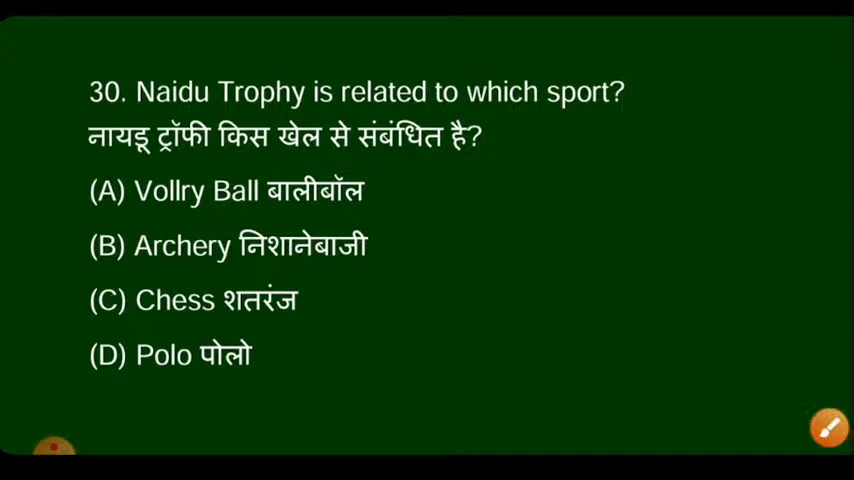 30. Naidu Trophy is related to which sport?
नायडू ट्रॉफी किस खेल से संबंधित है?
(A) Vollry Ball बालीबॉल
(B) Archery निशानेबाजी
(C) Chess शतरंज
(D) Polo पोलो